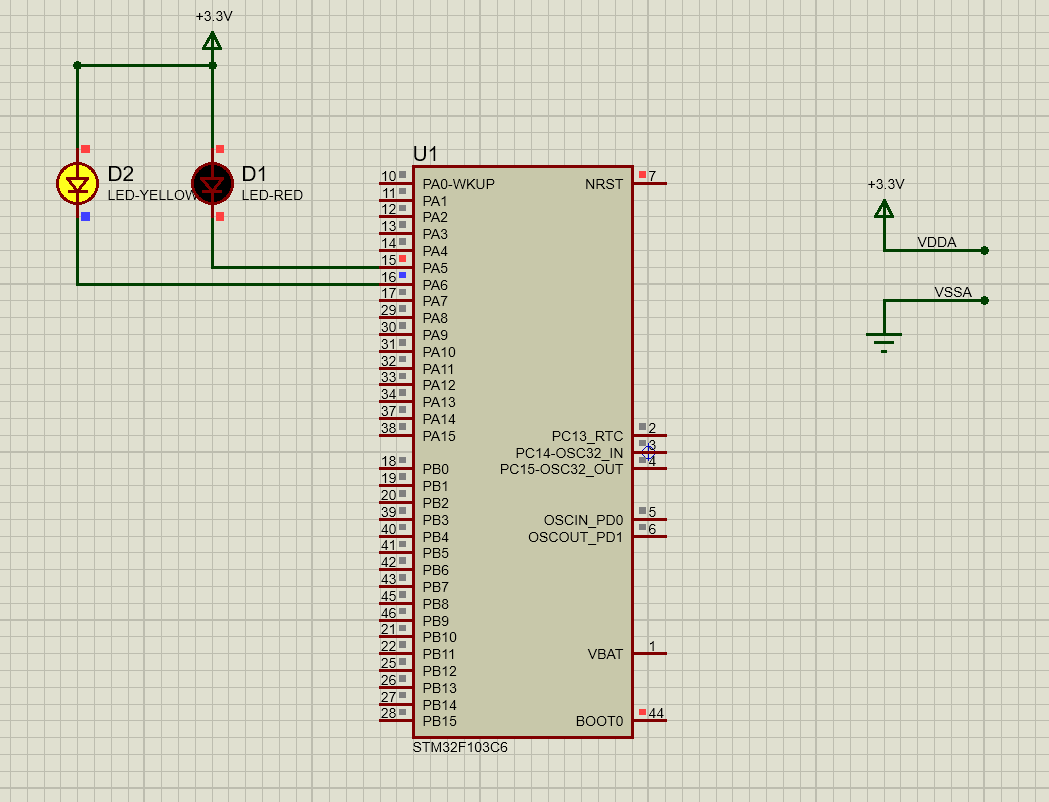 +3.3V
D2
LED-YELLOW
D1
LED-RED
U1
10 PA0-WKUP NRST 7
11 PA1
12 PA2
13 PA3
14 PA4
15 PA5
16 PA6
17 PA7
29 PA8
30 PA9
31 PA10
32 PA11
33 PA12
34 PA13
37 PA14
38 PA15 PC13_RTC 2
PC14-OSC32_IN 3
18 PB0 PC15-OSC32_OUT 4
19 PB1
20 PB2
39 PB3 OSCIN_PD0 5
40 PB4 OSCOUT_PD1 6
41 PB5
42 PB6
43 PB7
45 PB8
46 PB9
21 PB10
22 PB11 VBAT 1
25 PB12
26 PB13
27 PB14
28 PB15 BOOT0 44
STM32F103C6
+3.3V
VDDA
VSSA